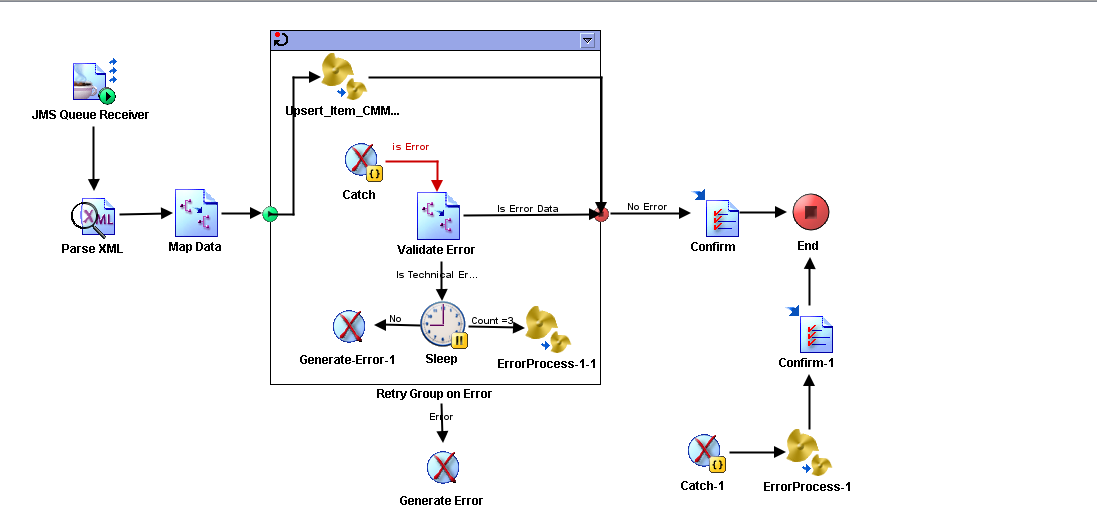 JMS Queue Receiver
Upsert_Item_CMM...
is Error
Catch
Parse XML
Map Data
Validate Error
Is Error Data
No Error
Confirm
End
Is Technical Er...
No
Count =3
Generate-Error-1
Sleep
ErrorProcess-1-1
Confirm-1
Retry Group on Error
Error
Generate Error
Catch-1
ErrorProcess-1
XML